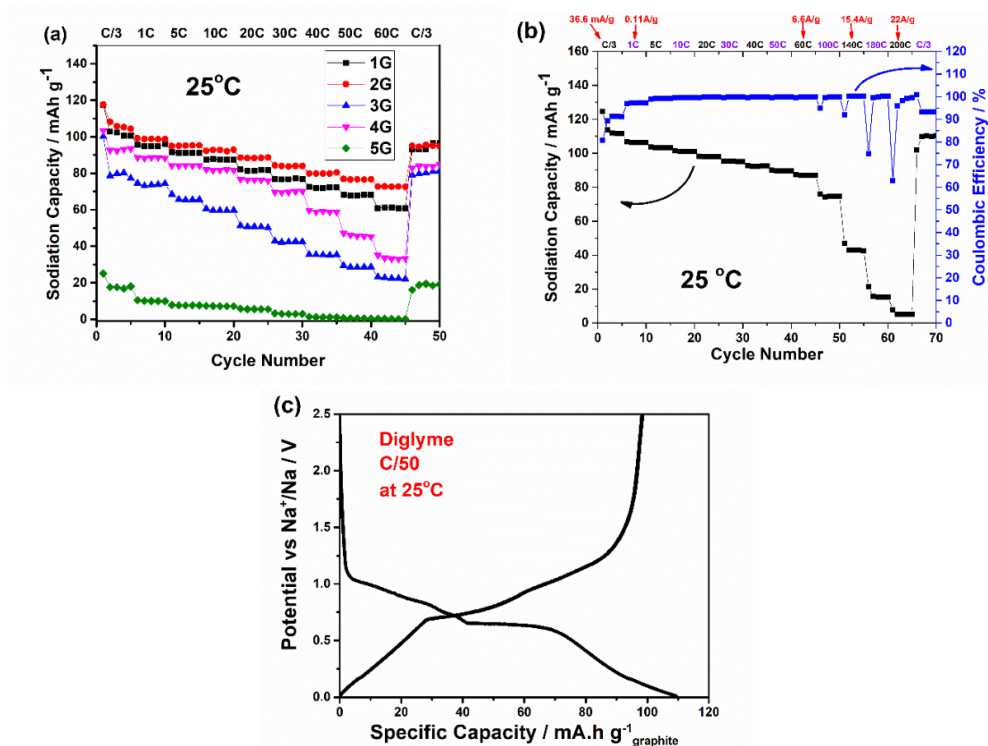 (a)
C/3 1C 5C 10C 20C 30C 40C 50C 60C C/3
140
120
100
80
60
40
20
0
Sodiation Capacity / mAh g⁻¹
25°C
1G
2G
3G
4G
5G
0 10 20 30 40 50
Cycle Number
(b)
36.6 mA/g 0.11A/g 6.6A/g 15.4A/g 22A/g
C/3 1C 5C 10C 20C 30C 40C 50C 60C 100C 140C 180C 200C C/3
160
140
120
100
80
60
40
20
0
Sodiation Capacity / mAh g⁻¹
25 °C
120
110
100
90
80
70
60
50
40
30
20
10
0
Coulombic Efficiency / %
0 10 20 30 40 50 60 70
Cycle Number
(c)
2.5
2.0
1.5
1.0
0.5
0.0
Potential vs Na⁺/Na / V
Diglyme
C/50
at 25°C
0 20 40 60 80 100 120
Specific Capacity / mA.h g⁻¹ graphite